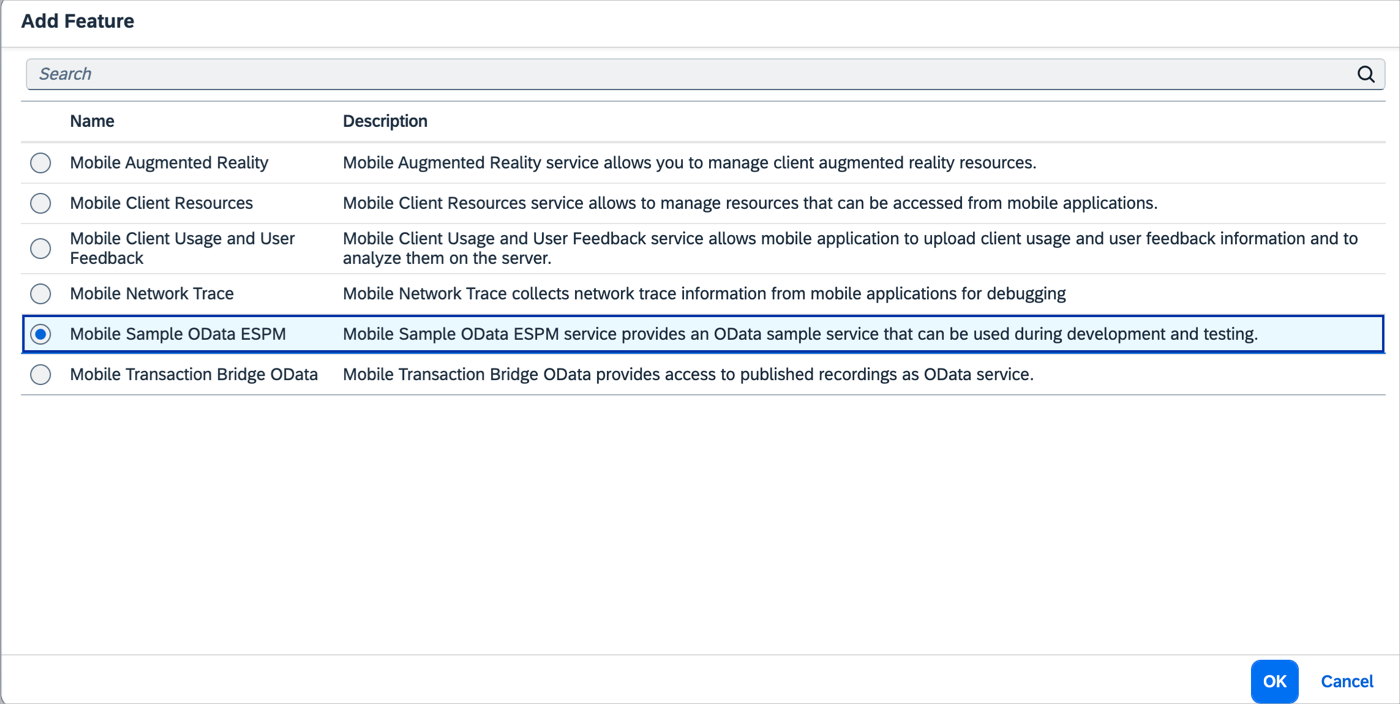 Add Feature
Search
Name Description
Mobile Augmented Reality Mobile Augmented Reality service allows you to manage client augmented reality resources.
Mobile Client Resources Mobile Client Resources service allows to manage resources that can be accessed from mobile applications.
Mobile Client Usage and User Mobile Client Usage and User Feedback service allows mobile application to upload client usage and user feedback information and to
Feedback analyze them on the server.
Mobile Network Trace Mobile Network Trace collects network trace information from mobile applications for debugging
Mobile Sample OData ESPM Mobile Sample OData ESPM service provides an OData sample service that can be used during development and testing.
Mobile Transaction Bridge OData Mobile Transaction Bridge OData provides access to published recordings as OData service.
OK Cancel